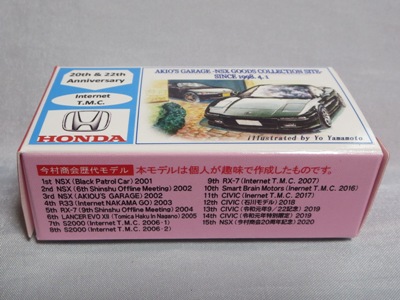 20th & 22th
Anniversary
Internet
T.M.C.
HONDA
AKIO'S GARAGE -NSX GOODS COLLECTION SITE-
SINCE 1998.4.1
illustrated by Yo Yamamoto
今村商会歴代モデル 本モデルは個人が趣味で作成したものです。
1st NSX (Black Patrol Car) 2001
2nd NSX (6th Shinshu Offline Meeting) 2002
3rd NSX (AKIO'S GARAGE) 2002
4th R33 (Internet NAKAMA GO) 2003
5th RX-7 (9th Shinshu Offline Meeting) 2004
6th LANCER EVO XII (Tomica Haku In Nagano) 2005
7th S2000 (Internet T.M.C. 2006-1)
8th S2000 (Internet T.M.C. 2006-2)
9th RX-7 (Internet T.M.C. 2007)
10th Smart Brain Motors (Inernet T.M.C. 2016)
11th CIVIC (Inernet T.M.C. 2017)
12th CIVIC (石川モデル) 2018
13th CIVIC (令和元年9/22記念) 2019
14th CIVIC (令和元年特別限定) 2019
15th NSX (今村商会20周年記念) 2020